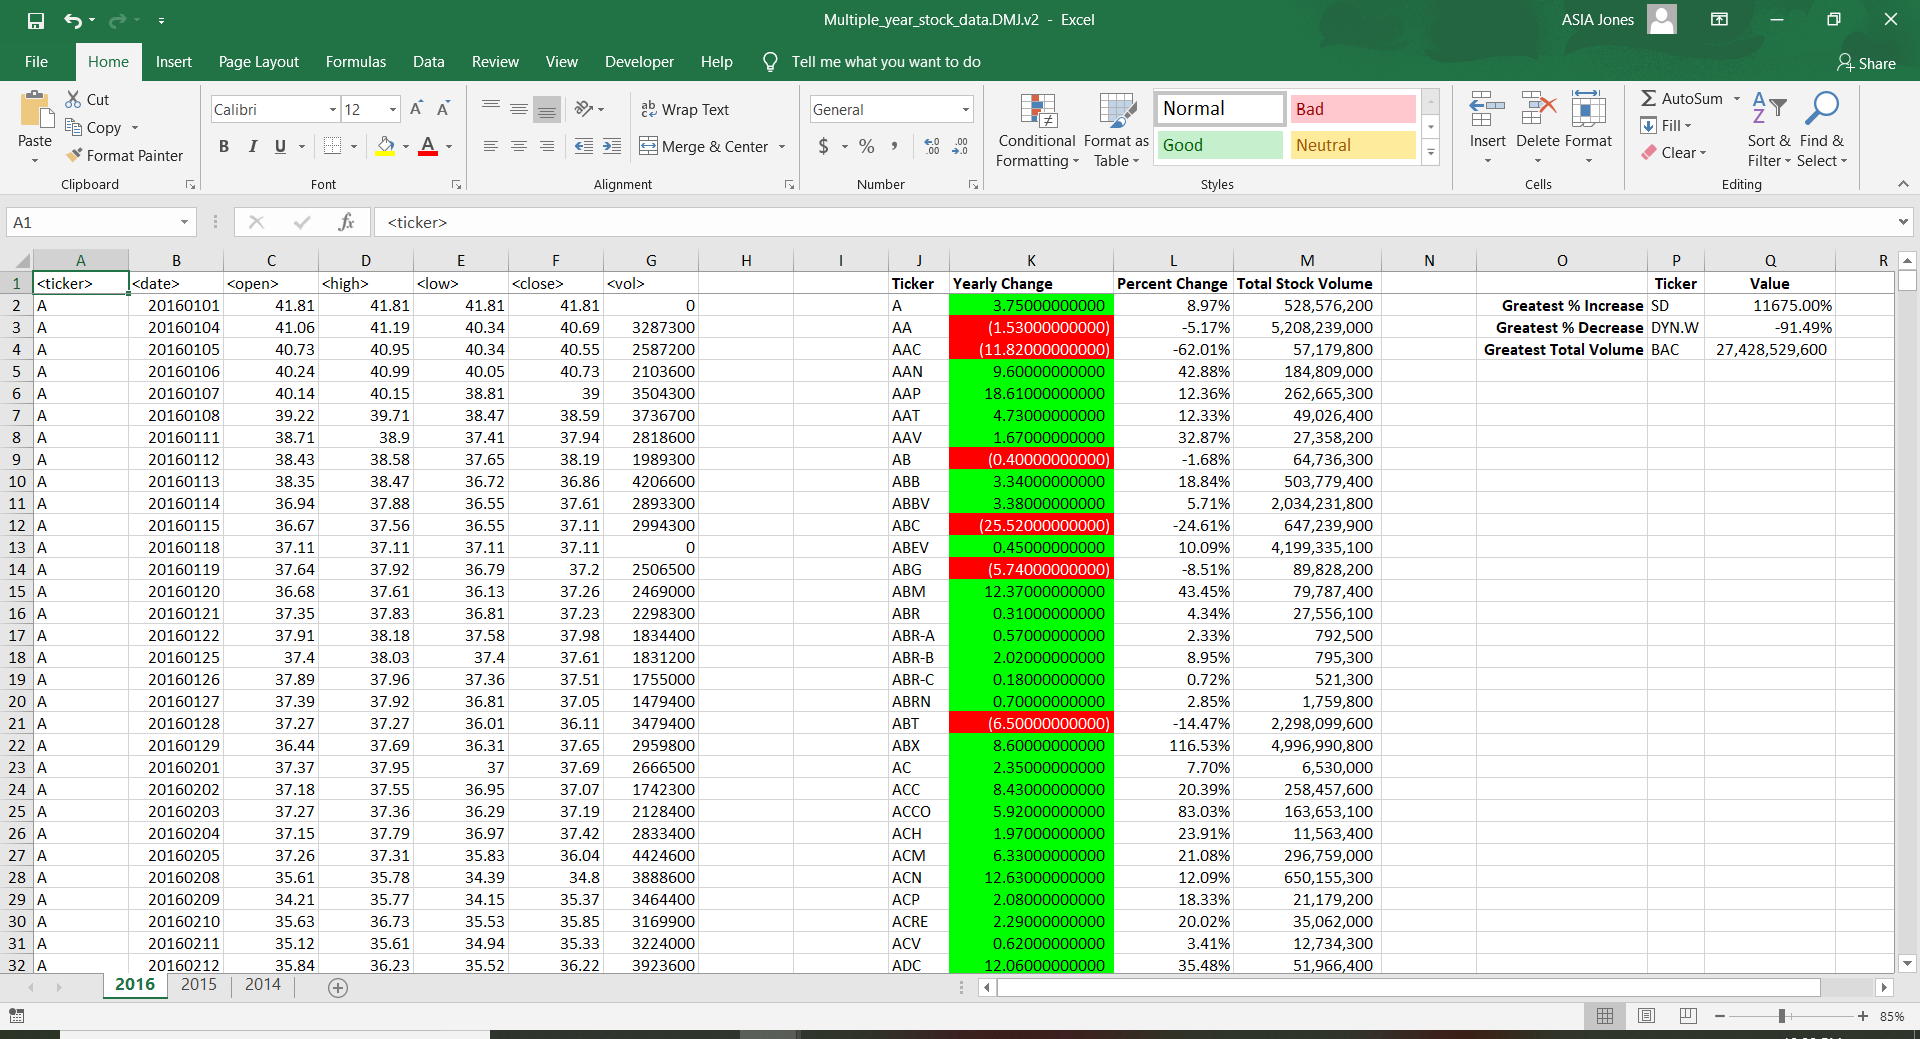 Multiple_year_stock_data.DMJ.v2 - Excel
ASIA Jones
File Home Insert Page Layout Formulas Data Review View Developer Help Tell me what you want to do Share
Paste
Cut
Copy
Format Painter
Clipboard
Calibri 12
B I U
Font
Wrap Text
Merge & Center
Alignment
General
$ % ,
Number
Conditional Formatting
Format as Table
Normal Bad
Good Neutral
Styles
Insert Delete Format
Cells
AutoSum
Fill
Clear
Sort & Filter
Find & Select
Editing
A1 fx <ticker>
A B C D E F G H I J K L M N O P Q R
1 <ticker> <date> <open> <high> <low> <close> <vol> Ticker Yearly Change Percent Change Total Stock Volume Ticker Value
2 A 20160101 41.81 41.81 41.81 41.81 0 A 3.75000000000 8.97% 528,576,200 Greatest % Increase SD 11675.00%
3 A 20160104 41.06 41.19 40.34 40.69 3287300 AA (1.53000000000) -5.17% 5,208,239,000 Greatest % Decrease DYN.W -91.49%
4 A 20160105 40.73 40.95 40.34 40.55 2587200 AAC (11.82000000000) -62.01% 57,179,800 Greatest Total Volume BAC 27,428,529,600
5 A 20160106 40.24 40.99 40.05 40.73 2103600 AAN 9.60000000000 42.88% 184,809,000
6 A 20160107 40.14 40.15 38.81 39 3504300 AAP 18.61000000000 12.36% 262,665,300
7 A 20160108 39.22 39.71 38.47 38.59 3736700 AAT 4.73000000000 12.33% 49,026,400
8 A 20160111 38.71 38.9 37.41 37.94 2818600 AAV 1.67000000000 32.87% 27,358,200
9 A 20160112 38.43 38.58 37.65 38.19 1989300 AB (0.40000000000) -1.68% 64,736,300
10 A 20160113 38.35 38.47 36.72 36.86 4206600 ABB 3.34000000000 18.84% 503,779,400
11 A 20160114 36.94 37.88 36.55 37.61 2893300 ABBV 3.38000000000 5.71% 2,034,231,800
12 A 20160115 36.67 37.56 36.55 37.11 2994300 ABC (25.52000000000) -24.61% 647,239,900
13 A 20160118 37.11 37.11 37.11 37.11 0 ABEV 0.45000000000 10.09% 4,199,335,100
14 A 20160119 37.64 37.92 36.79 37.2 2506500 ABG (5.74000000000) -8.51% 89,828,200
15 A 20160120 36.68 37.61 36.13 37.26 2469000 ABM 12.37000000000 43.45% 79,787,400
16 A 20160121 37.35 37.83 36.81 37.23 2298300 ABR 0.31000000000 4.34% 27,556,100
17 A 20160122 37.91 38.18 37.58 37.98 1834400 ABR-A 0.57000000000 2.33% 792,500
18 A 20160125 37.4 38.03 37.4 37.61 1831200 ABR-B 2.02000000000 8.95% 795,300
19 A 20160126 37.89 37.96 37.36 37.51 1755000 ABR-C 0.18000000000 0.72% 521,300
20 A 20160127 37.39 37.92 36.81 37.05 1479400 ABRN 0.70000000000 2.85% 1,759,800
21 A 20160128 37.27 37.27 36.01 36.11 3479400 ABT (6.50000000000) -14.47% 2,298,099,600
22 A 20160129 36.44 37.69 36.31 37.65 2959800 ABX 8.60000000000 116.53% 4,996,990,800
23 A 20160201 37.37 37.95 37 37.69 2666500 AC 2.35000000000 7.70% 6,530,000
24 A 20160202 37.18 37.55 36.95 37.07 1742300 ACC 8.43000000000 20.39% 258,457,600
25 A 20160203 37.27 37.36 36.29 37.19 2128400 ACCO 5.92000000000 83.03% 163,653,100
26 A 20160204 37.15 37.79 36.97 37.42 2833400 ACH 1.97000000000 23.91% 11,563,400
27 A 20160205 37.26 37.31 35.83 36.04 4424600 ACM 6.33000000000 21.08% 296,759,000
28 A 20160208 35.61 35.78 34.39 34.8 3888600 ACN 12.63000000000 12.09% 650,155,300
29 A 20160209 34.21 35.77 34.15 35.37 3464400 ACP 2.08000000000 18.33% 21,179,200
30 A 20160210 35.63 36.73 35.53 35.85 3169900 ACRE 2.29000000000 20.02% 35,062,000
31 A 20160211 35.12 35.61 34.94 35.33 3224000 ACV 0.62000000000 3.41% 12,734,300
32 A 20160212 35.84 36.23 35.52 36.22 3923600 ADC 12.06000000000 35.48% 51,966,400
2016 2015 2014
85%